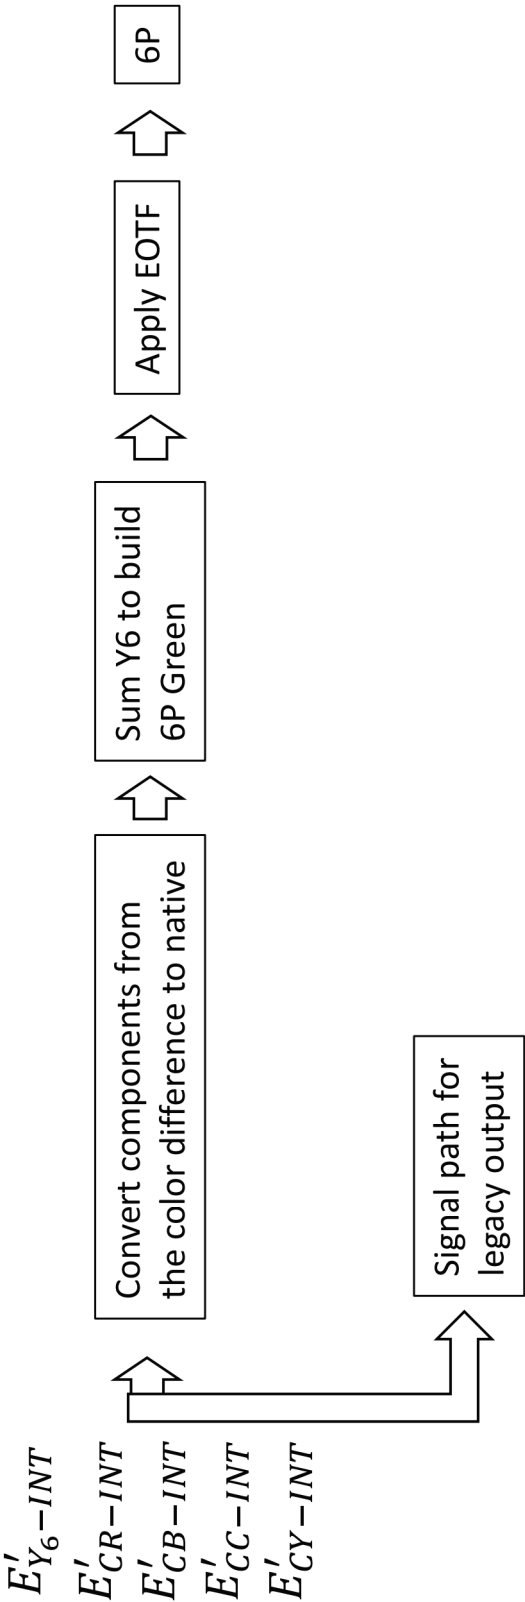 E′Y6−INT
E′CR−INT
E′CB−INT
E′CC−INT
E′CY−INT
Convert components from
the color difference to native
Sum Y6 to build
6P Green
Apply EOTF
6P
Signal path for
legacy output